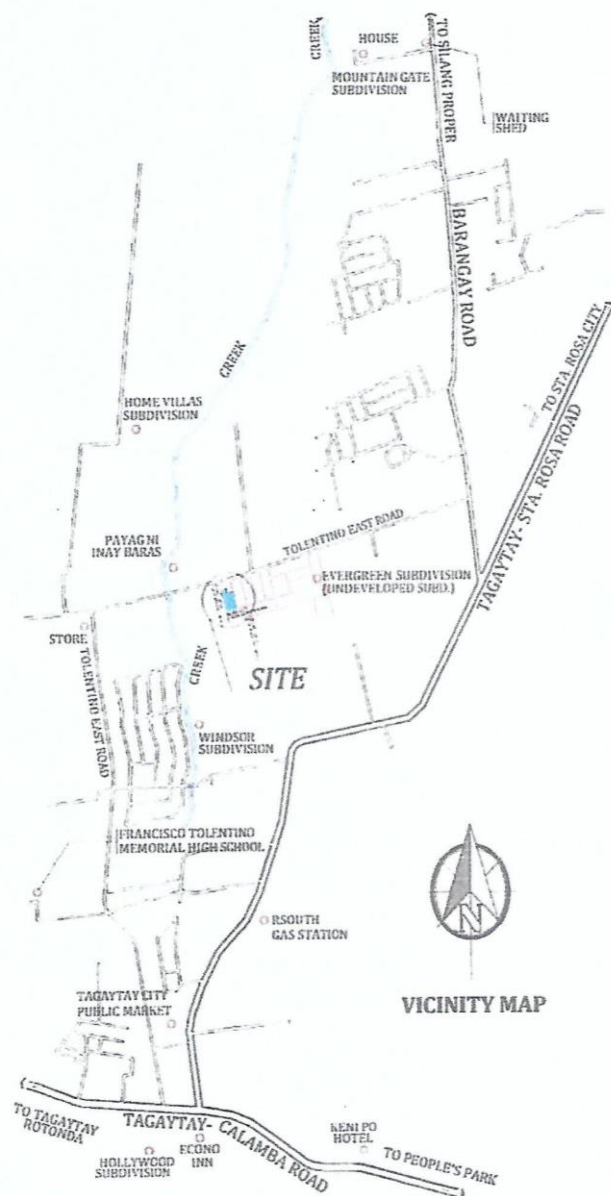 CREEK
HOUSE
MOUNTAIN GATE
SUBDIVISION
TO SILANG PROPER
WAITING
SHED
BARANGAY ROAD
TO STA. ROSA CITY
CREEK
HOME VILLAS
SUBDIVISION
TAGAYTAY- STA. ROSA ROAD
TOLENTINO EAST ROAD
PAYAG NI
INAY BARAS
EVERGREEN SUBDIVISION
(UNDEVELOPED SUBD.)
STORE
CREEK
SITE
TOLENTINO EAST ROAD
WINDSOR
SUBDIVISION
FRANCISCO TOLENTINO
MEMORIAL HIGH SCHOOL
N
RSOUTH
GAS STATION
VICINITY MAP
TAGAYTAY CITY
PUBLIC MARKET
TO TAGAYTAY
ROTONDA
TAGAYTAY- CALAMBA ROAD
ECONO
INN
HOLLYWOOD
SUBDIVISION
KENI PO
HOTEL
TO PEOPLE'S PARK